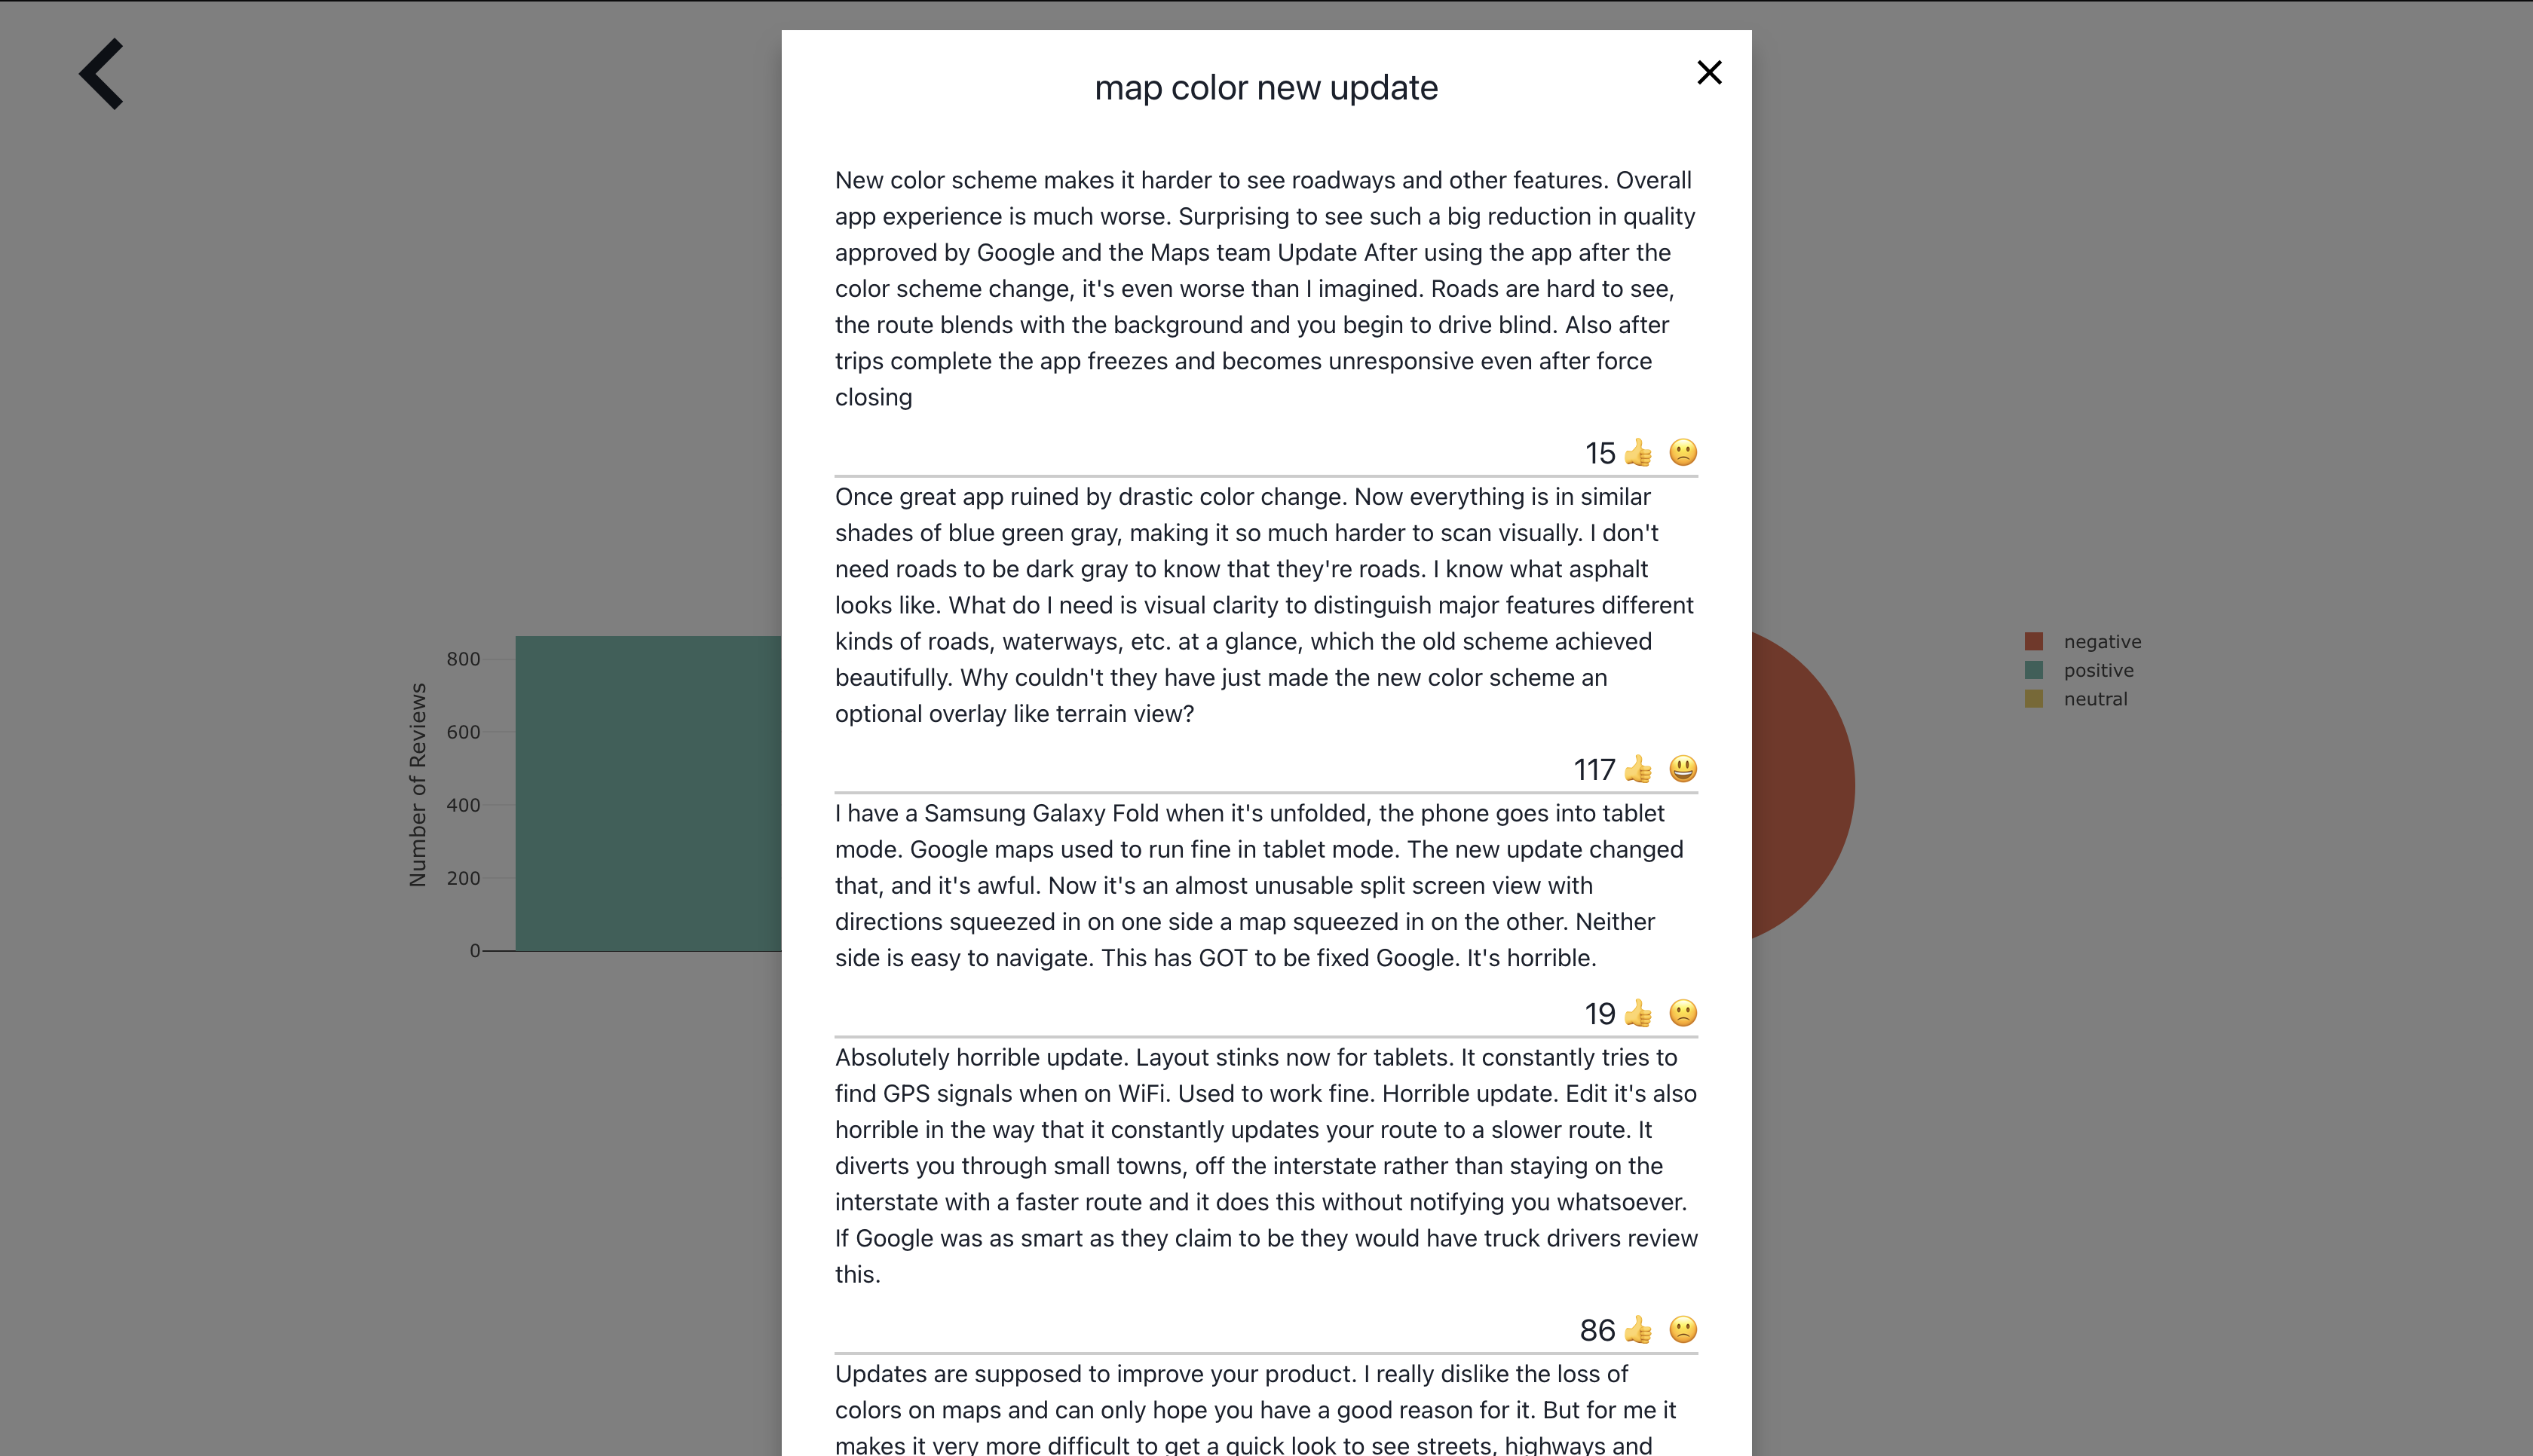 map color new update
New color scheme makes it harder to see roadways and other features. Overall
app experience is much worse. Surprising to see such a big reduction in quality
approved by Google and the Maps team Update After using the app after the
color scheme change, it's even worse than I imagined. Roads are hard to see,
the route blends with the background and you begin to drive blind. Also after
trips complete the app freezes and becomes unresponsive even after force
closing
15 👍 🙁
Once great app ruined by drastic color change. Now everything is in similar
shades of blue green gray, making it so much harder to scan visually. I don't
need roads to be dark gray to know that they're roads. I know what asphalt
looks like. What do I need is visual clarity to distinguish major features different
kinds of roads, waterways, etc. at a glance, which the old scheme achieved
beautifully. Why couldn't they have just made the new color scheme an
optional overlay like terrain view?
117 👍 😃
I have a Samsung Galaxy Fold when it's unfolded, the phone goes into tablet
mode. Google maps used to run fine in tablet mode. The new update changed
that, and it's awful. Now it's an almost unusable split screen view with
directions squeezed in on one side a map squeezed in on the other. Neither
side is easy to navigate. This has GOT to be fixed Google. It's horrible.
19 👍 🙁
Absolutely horrible update. Layout stinks now for tablets. It constantly tries to
find GPS signals when on WiFi. Used to work fine. Horrible update. Edit it's also
horrible in the way that it constantly updates your route to a slower route. It
diverts you through small towns, off the interstate rather than staying on the
interstate with a faster route and it does this without notifying you whatsoever.
If Google was as smart as they claim to be they would have truck drivers review
this.
86 👍 🙁
Updates are supposed to improve your product. I really dislike the loss of
colors on maps and can only hope you have a good reason for it. But for me it
makes it very more difficult to get a quick look to see streets, highways and
Number of Reviews
800
600
400
200
0
negative
positive
neutral